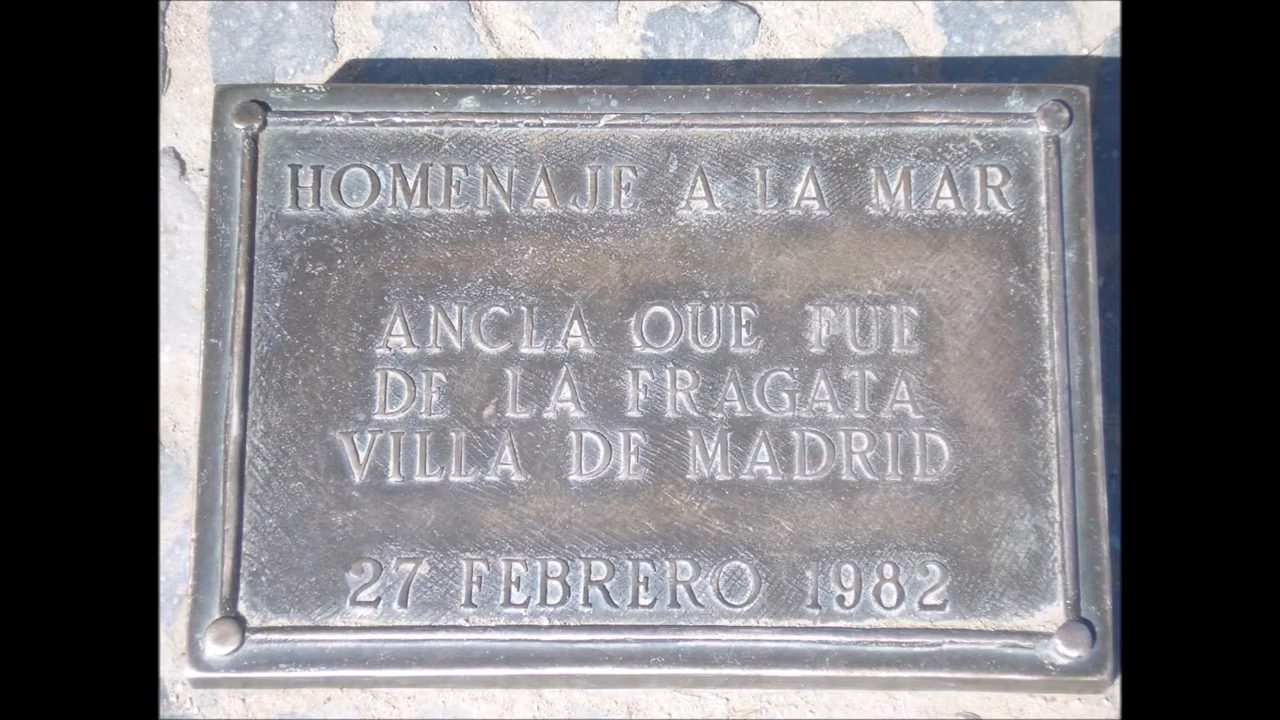 HOMENAJE A LA MAR
ANCLA QUE FUE
DE LA FRAGATA
VILLA DE MADRID
27 FEBRERO 1982